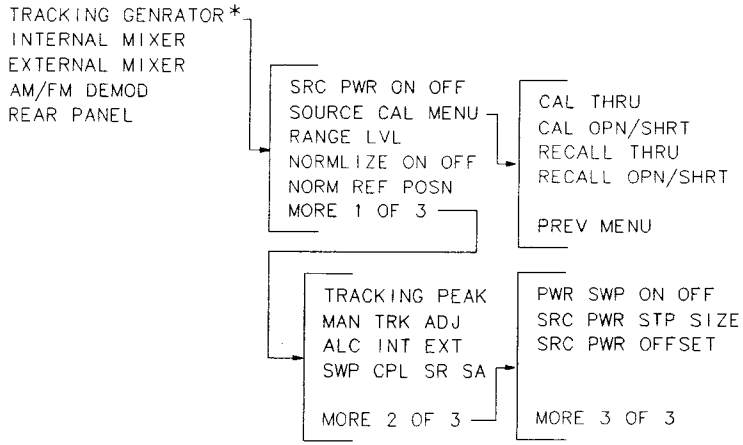 TRACKING GENRATOR*
INTERNAL MIXER
EXTERNAL MIXER
AM/FM DEMOD
REAR PANEL
SRC PWR ON OFF
SOURCE CAL MENU
RANGE LVL
NORMLIZE ON OFF
NORM REF POSN
MORE 1 OF 3
CAL THRU
CAL OPN/SHRT
RECALL THRU
RECALL OPN/SHRT
PREV MENU
TRACKING PEAK
MAN TRK ADJ
ALC INT EXT
SWP CPL SR SA
MORE 2 OF 3
PWR SWP ON OFF
SRC PWR STP SIZE
SRC PWR OFFSET
MORE 3 OF 3